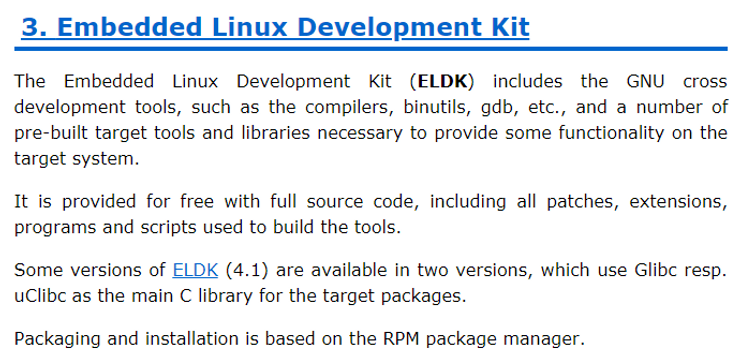 3. Embedded Linux Development Kit
The Embedded Linux Development Kit (ELDK) includes the GNU cross
development tools, such as the compilers, binutils, gdb, etc., and a number of
pre-built target tools and libraries necessary to provide some functionality on the
target system.
It is provided for free with full source code, including all patches, extensions,
programs and scripts used to build the tools.
Some versions of ELDK (4.1) are available in two versions, which use Glibc resp.
uClibc as the main C library for the target packages.
Packaging and installation is based on the RPM package manager.